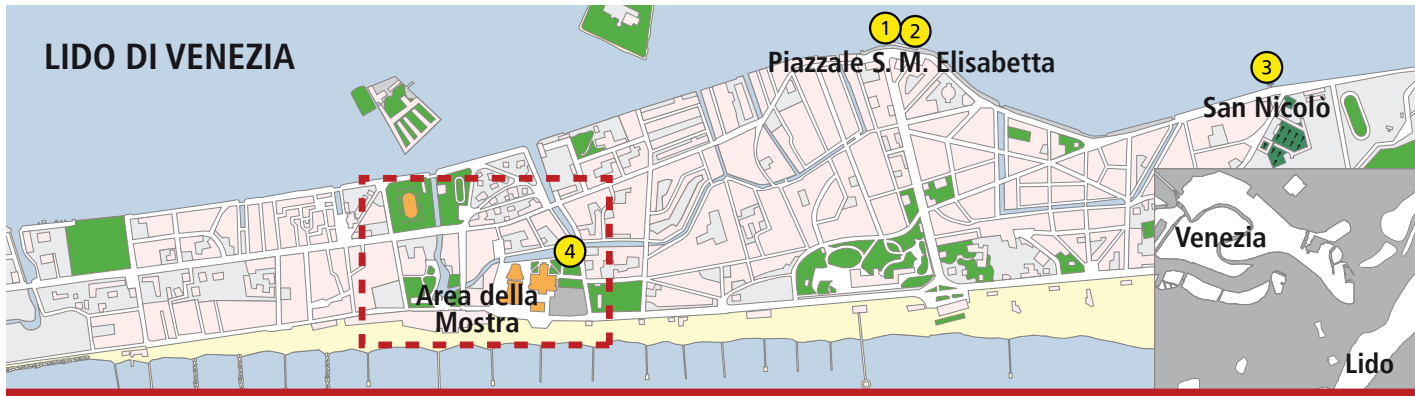 LIDO DI VENEZIA
1 2
Piazzale S. M. Elisabetta
3
San Nicolò
4
Area della
Mostra
Venezia
Lido